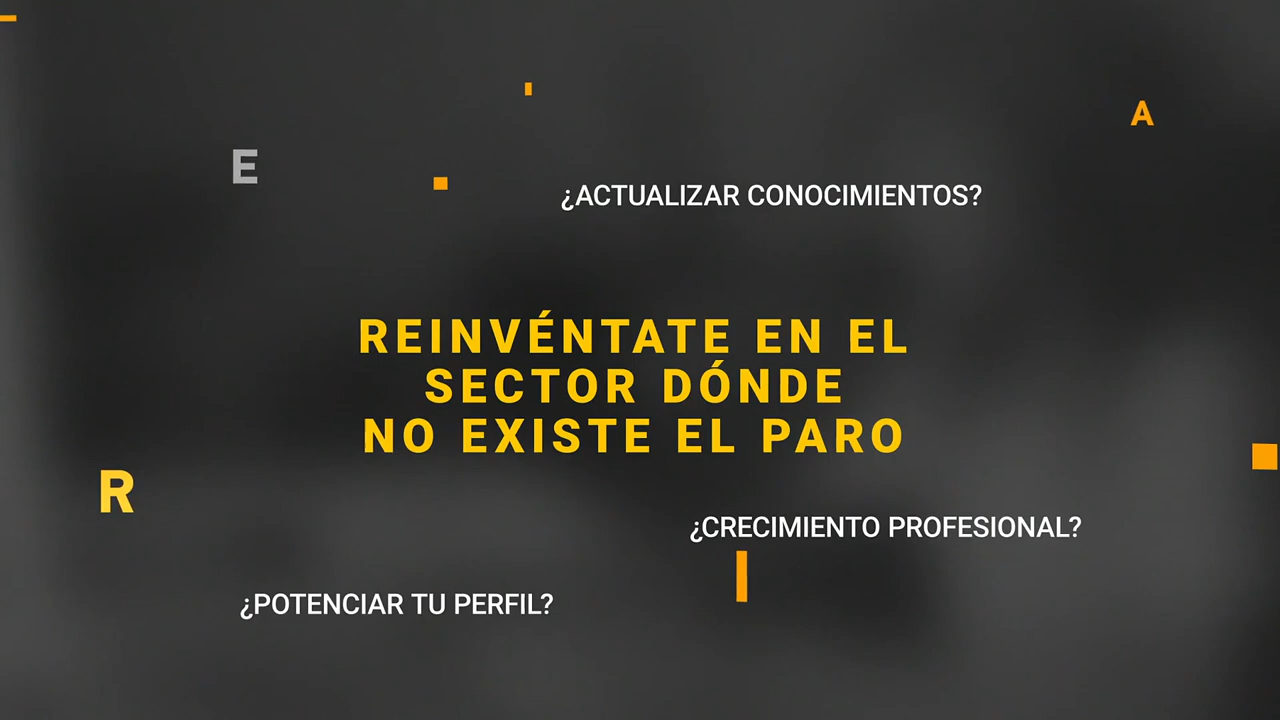 A
E
¿ACTUALIZAR CONOCIMIENTOS?
REINVÉNTATE EN EL
SECTOR DÓNDE
NO EXISTE EL PARO
R
¿CRECIMIENTO PROFESIONAL?
¿POTENCIAR TU PERFIL?